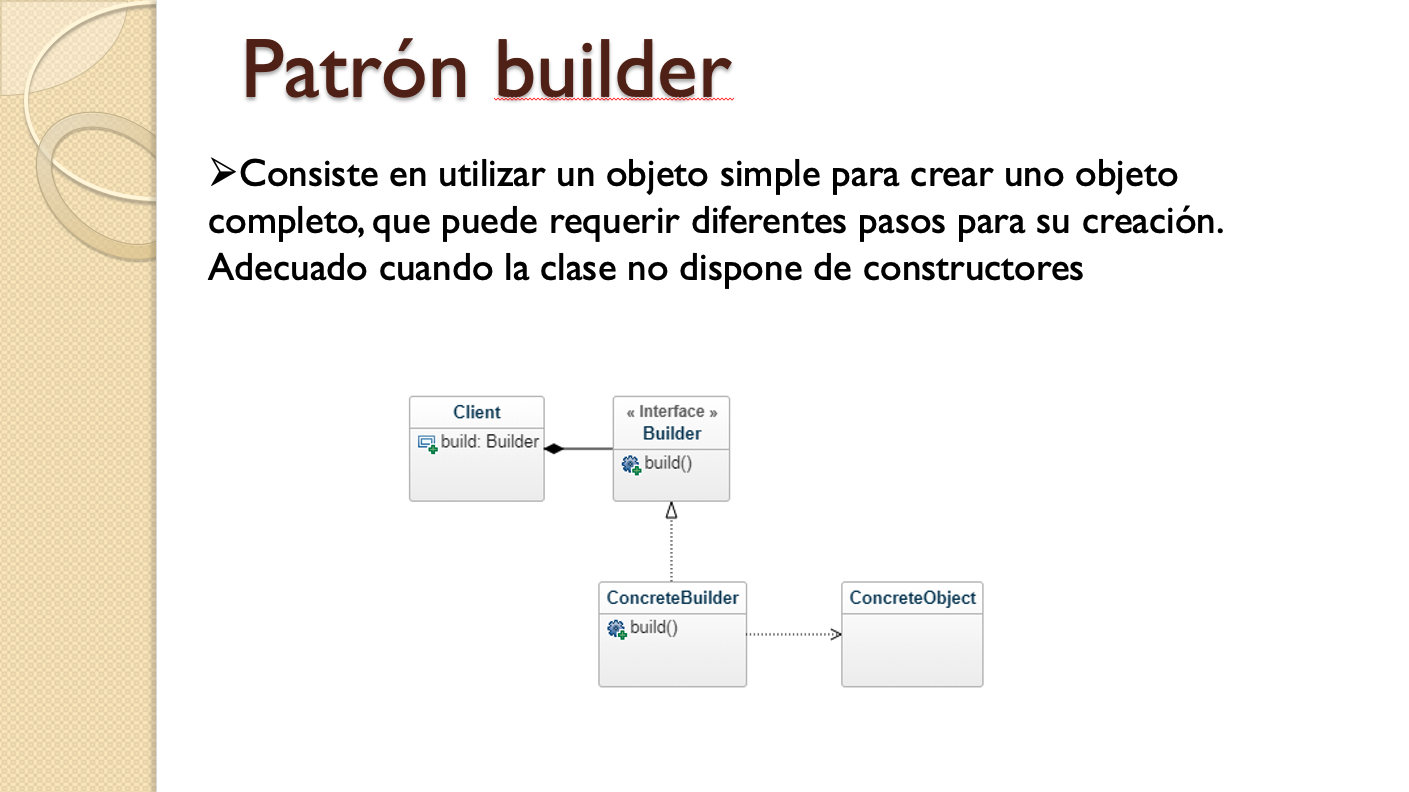 Patrón builder
➢Consiste en utilizar un objeto simple para crear uno objeto
completo, que puede requerir diferentes pasos para su creación.
Adecuado cuando la clase no dispone de constructores
Client
build: Builder
« Interface »
Builder
build()
ConcreteBuilder
build()
ConcreteObject